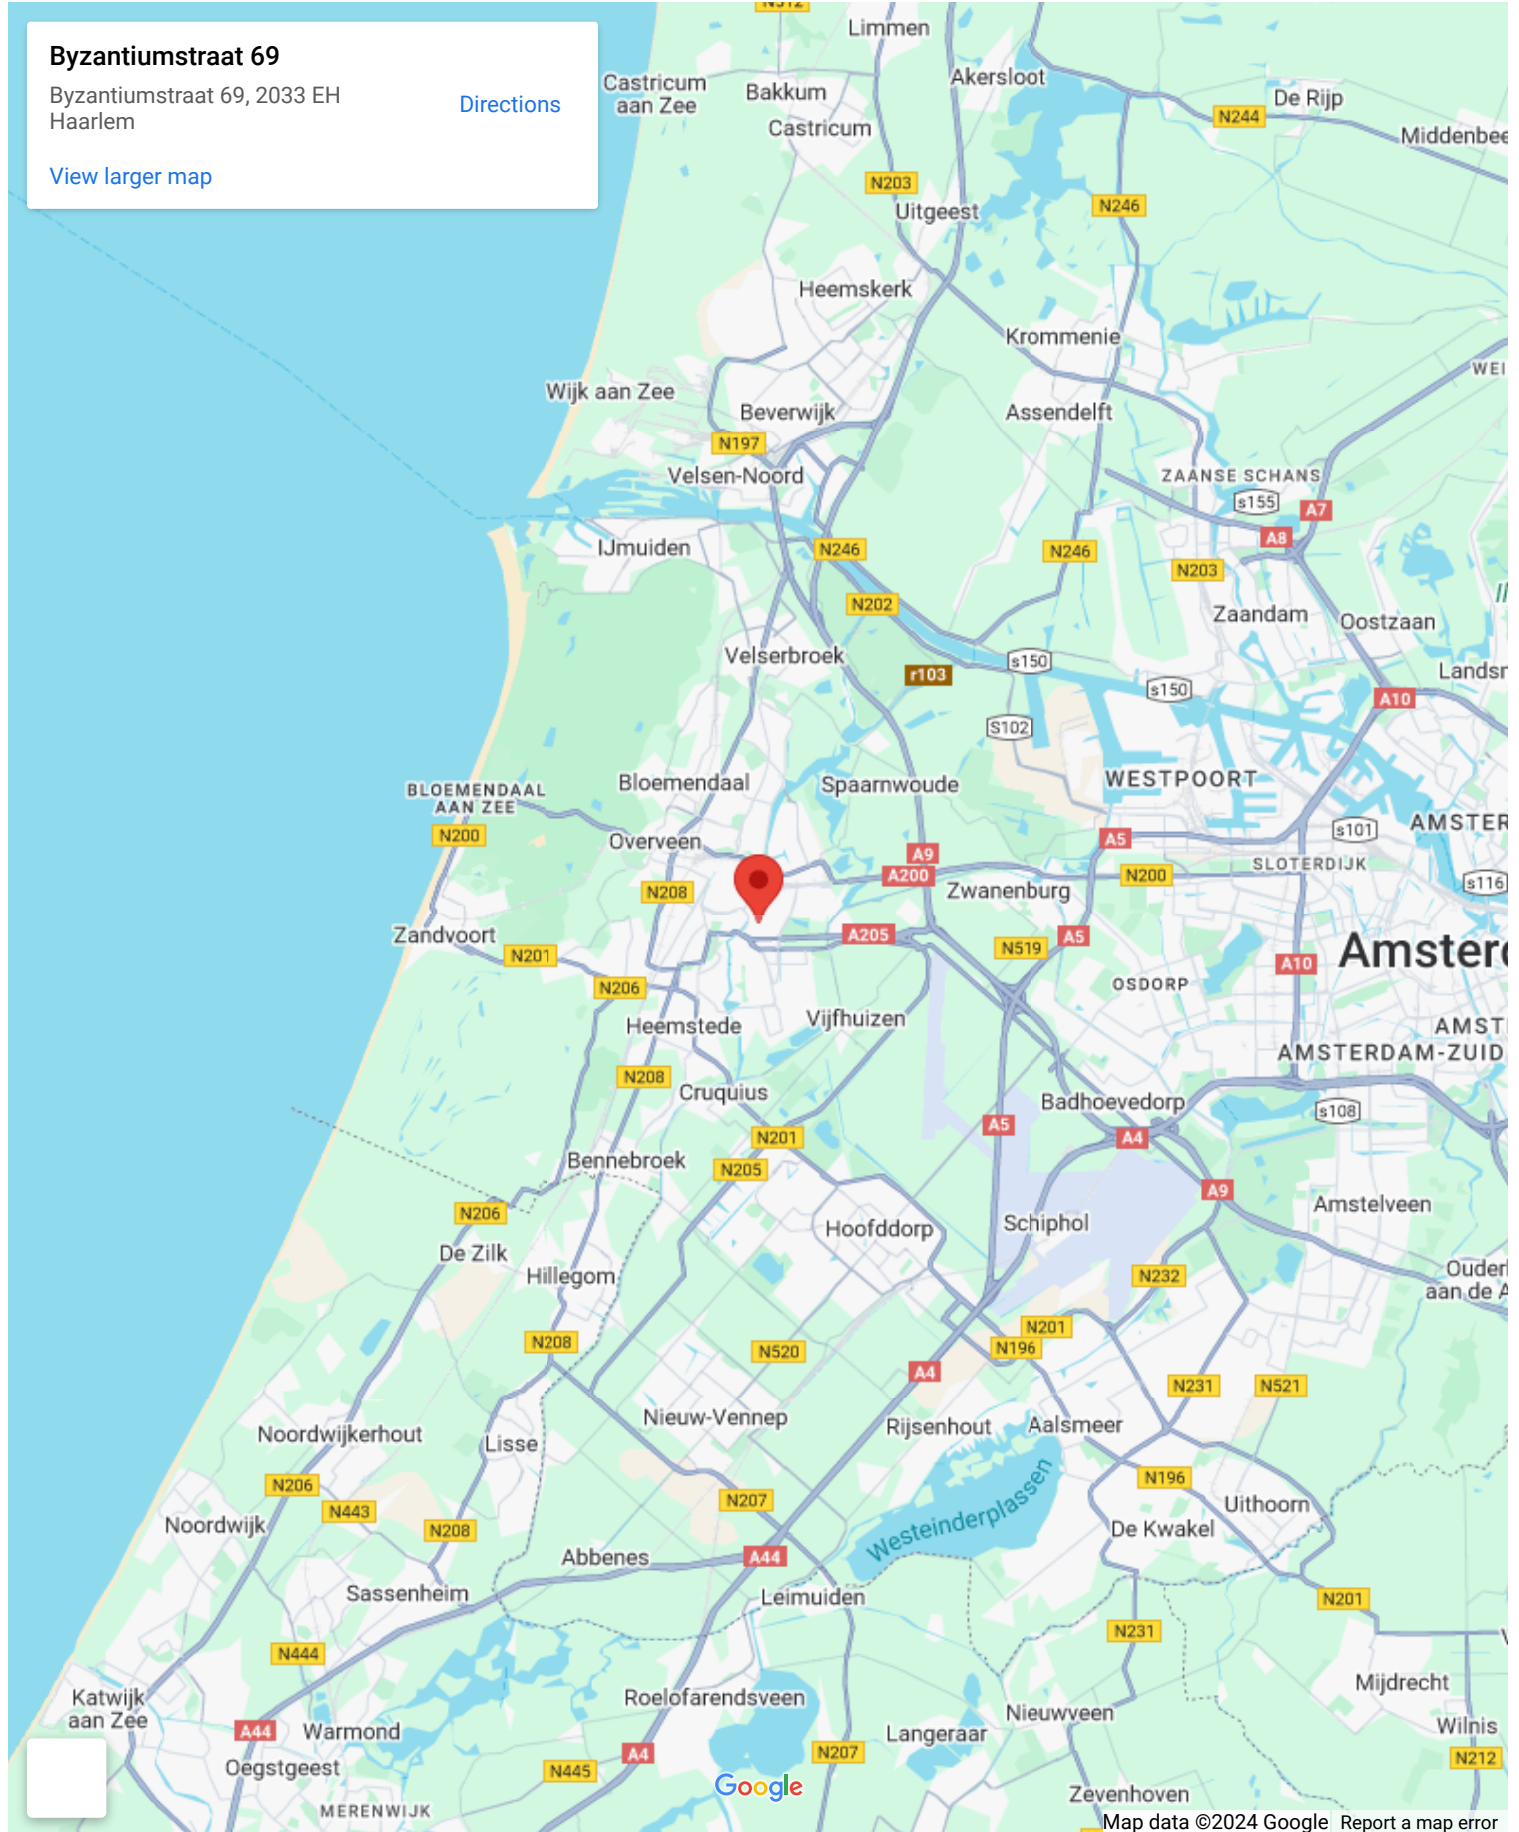 Byzantiumstraat 69
Byzantiumstraat 69, 2033 EH
Haarlem
Directions
View larger map
Limmen
Castricum
aan Zee
Bakkum
Akersloot
De Rijp
N244
Castricum
Middenbee
N203
Uitgeest
N246
Heemskerk
Krommenie
WEI
Wijk aan Zee
Beverwijk
Assendelft
N197
Velsen-Noord
ZAANSE SCHANS
s155
A7
A8
IJmuiden
N246
N246
N203
N202
Zaandam
Oostzaan
Velserbroek
r103
s150
Landsr
s150
A10
S102
Bloemendaal
Spaarnwoude
WESTPOORT
BLOEMENDAAL
AAN ZEE
N200
Overveen
A5
s101
AMSTER
A9
A200
N200
SLOTERDIJK
N208
Zwanenburg
s116
Zandvoort
A205
A5
N201
N519
A10
Amster
N206
OSDORP
Heemstede
Vijfhuizen
AMST
AMSTERDAM-ZUID
N208
Cruquius
Badhoevedorp
s108
A5
N201
A4
Bennebroek
N205
A9
N206
Amstelveen
Hoofddorp
Schiphol
De Zilk
Hillegom
N232
Ouder
aan de A
N208
N520
N201
N196
A4
N231
N521
Nieuw-Vennep
Rijsenhout
Aalsmeer
Noordwijkerhout
Lisse
N206
N196
N443
N207
Westeinderplassen
Uithoorn
Noordwijk
N208
De Kwakel
Abbenes
A44
Sassenheim
Leimuiden
N201
N231
N444
Katwijk
aan Zee
Roelofarendsveen
Mijdrecht
A44
Warmond
Nieuwveen
Langeraar
Wilnis
A4
N207
N212
Oegstgeest
N445
Google
Zevenhoven
MERENWIJK
Map data ©2024 Google
Report a map error